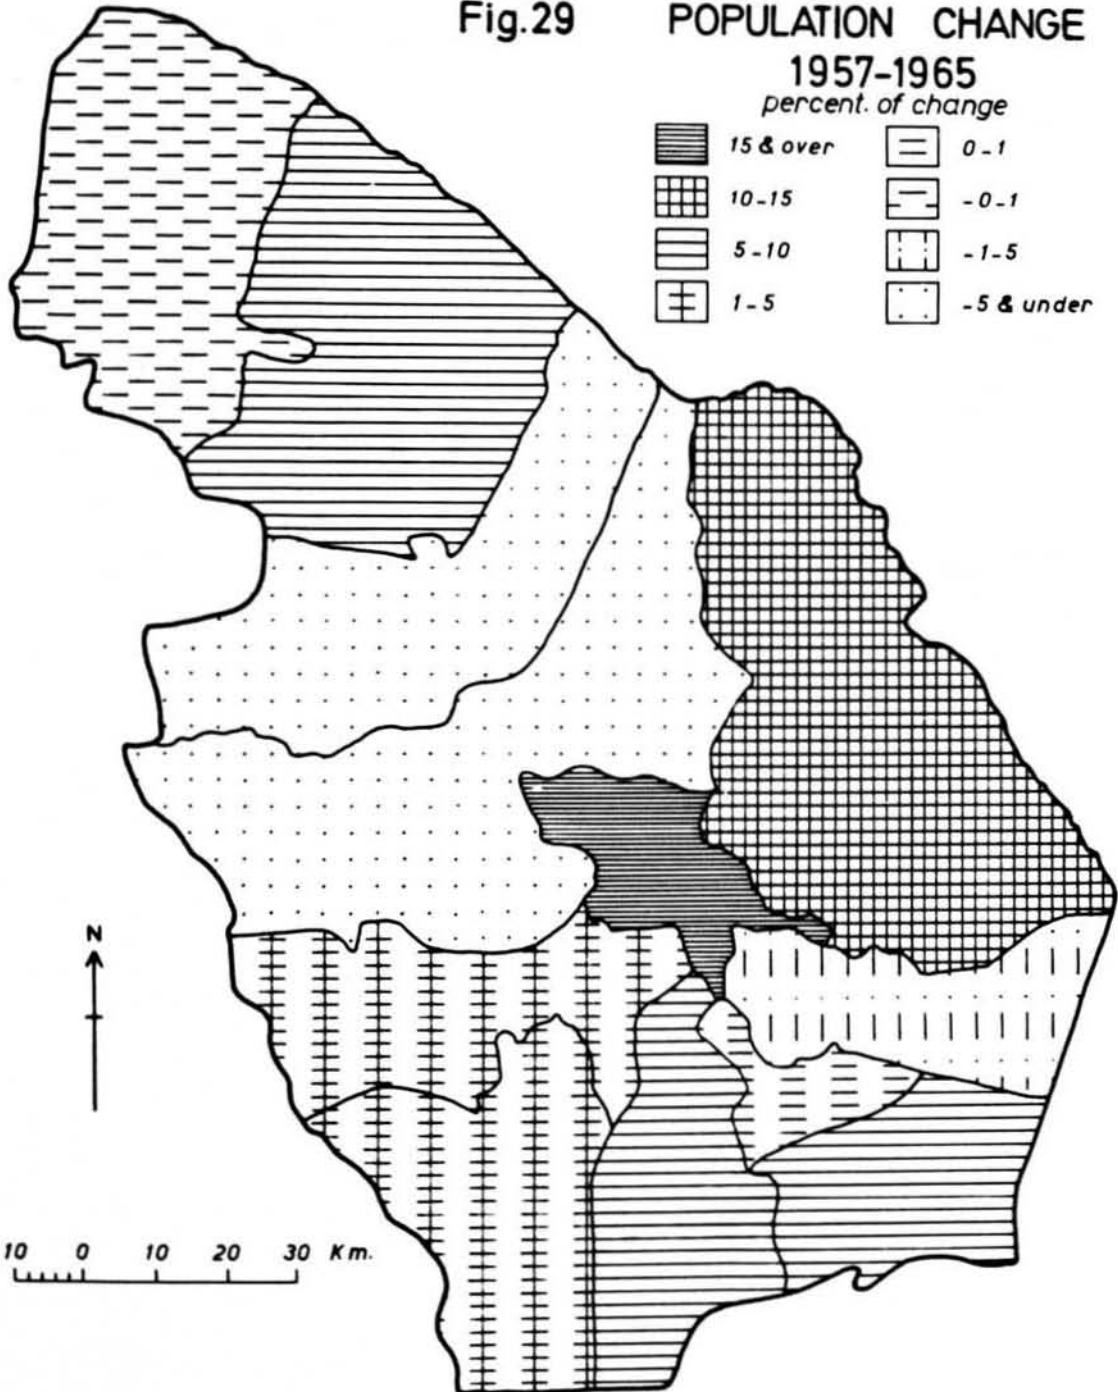 Fig.29 POPULATION CHANGE
1957-1965
percent. of change
15 & over
10-15
5-10
1-5
0-1
-0-1
-1-5
-5 & under
N
10 0 10 20 30 Km.